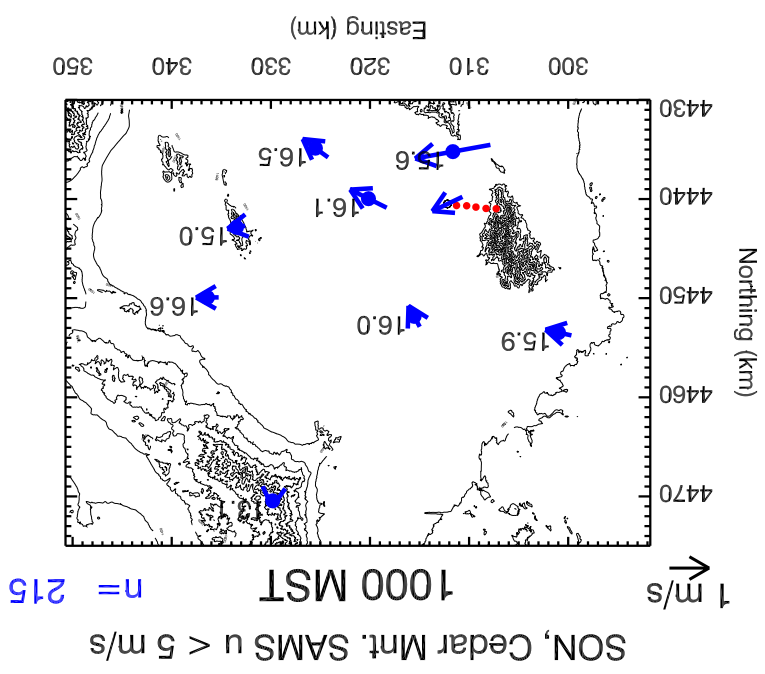 SON, Cedar Mnt. SAMS u < 5 m/s
1 m/s 1000 MST n= 215
4470
13.1
4460
15.9 16.0
16.6
4450
15.0
4440
16.1
15.6 16.5
4430
Northing (km)
300 310 320 330 340 350
Easting (km)